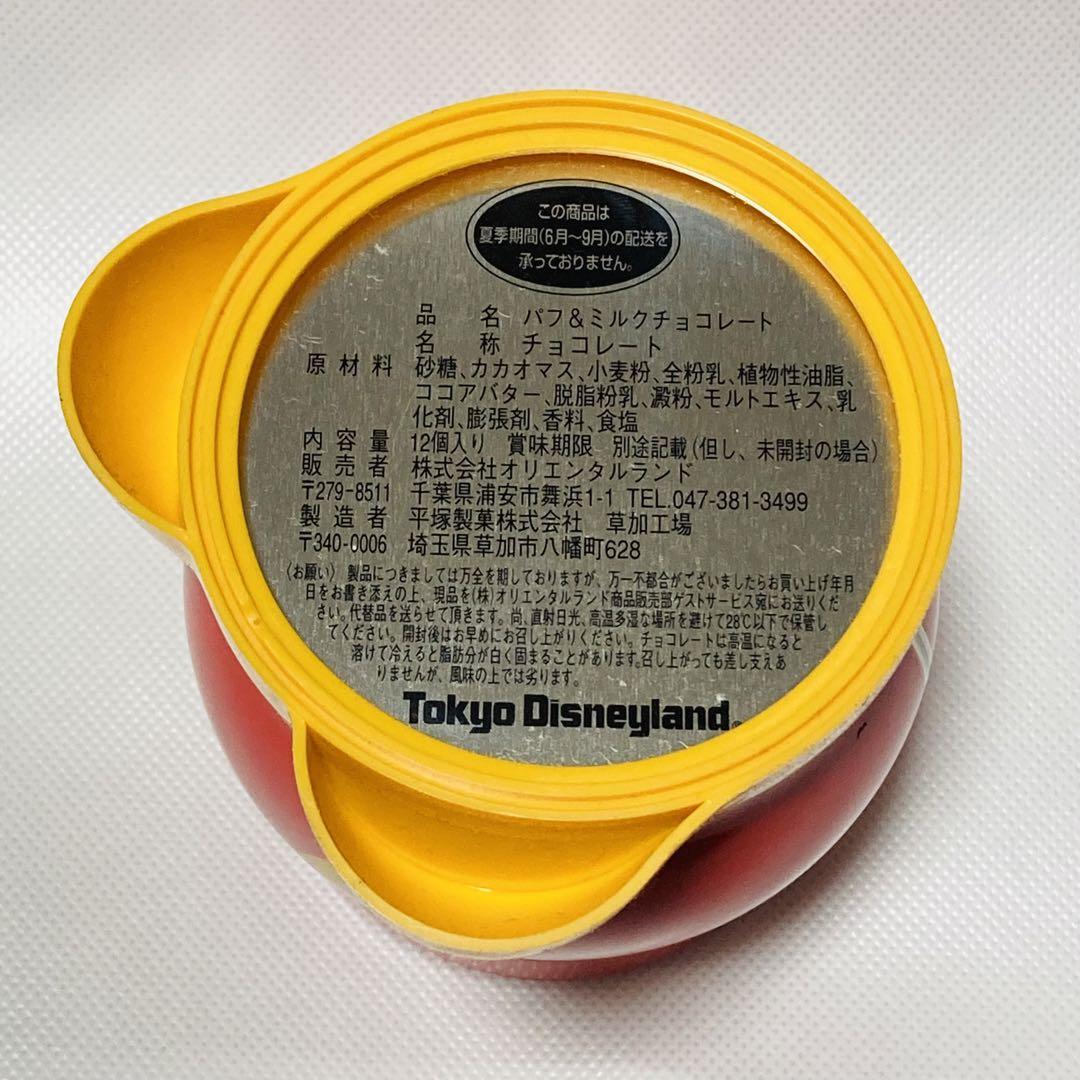 この商品は
夏季期間(6月〜9月)の配送を
承っておりません。
品名 パフ&ミルクチョコレート
名称 チョコレート
原材料 砂糖、カカオマス、小麦粉、全粉乳、植物性油脂、
ココアバター、脱脂粉乳、澱粉、モルトエキス、乳
化剤、膨張剤、香料、食塩
内容量 12個入り 賞味期限 別途記載(但し、未開封の場合)
販売者 株式会社オリエンタルランド
〒279-8511 千葉県浦安市舞浜1-1 TEL.047-381-3499
製造者 平塚製菓株式会社 草加工場
〒340-0006 埼玉県草加市八幡町628
〈お願い〉製品につきましては万全を期しておりますが、万一不都合がございましたらお買い上げ年月
日をお書き添えの上、現品を(株)オリエンタルランド商品販売部ゲストサービス宛にお送りくだ
さい。代替品を送らせて頂きます。尚、直射日光、高温多湿な場所を避けて28℃以下で保管し
てください。開封後はお早めにお召し上がりください。チョコレートは高温になると
溶けて冷えると脂肪分が白く固まることがあります。召し上がっても差し支えあ
りませんが、風味の上では劣ります。
Tokyo Disneyland®